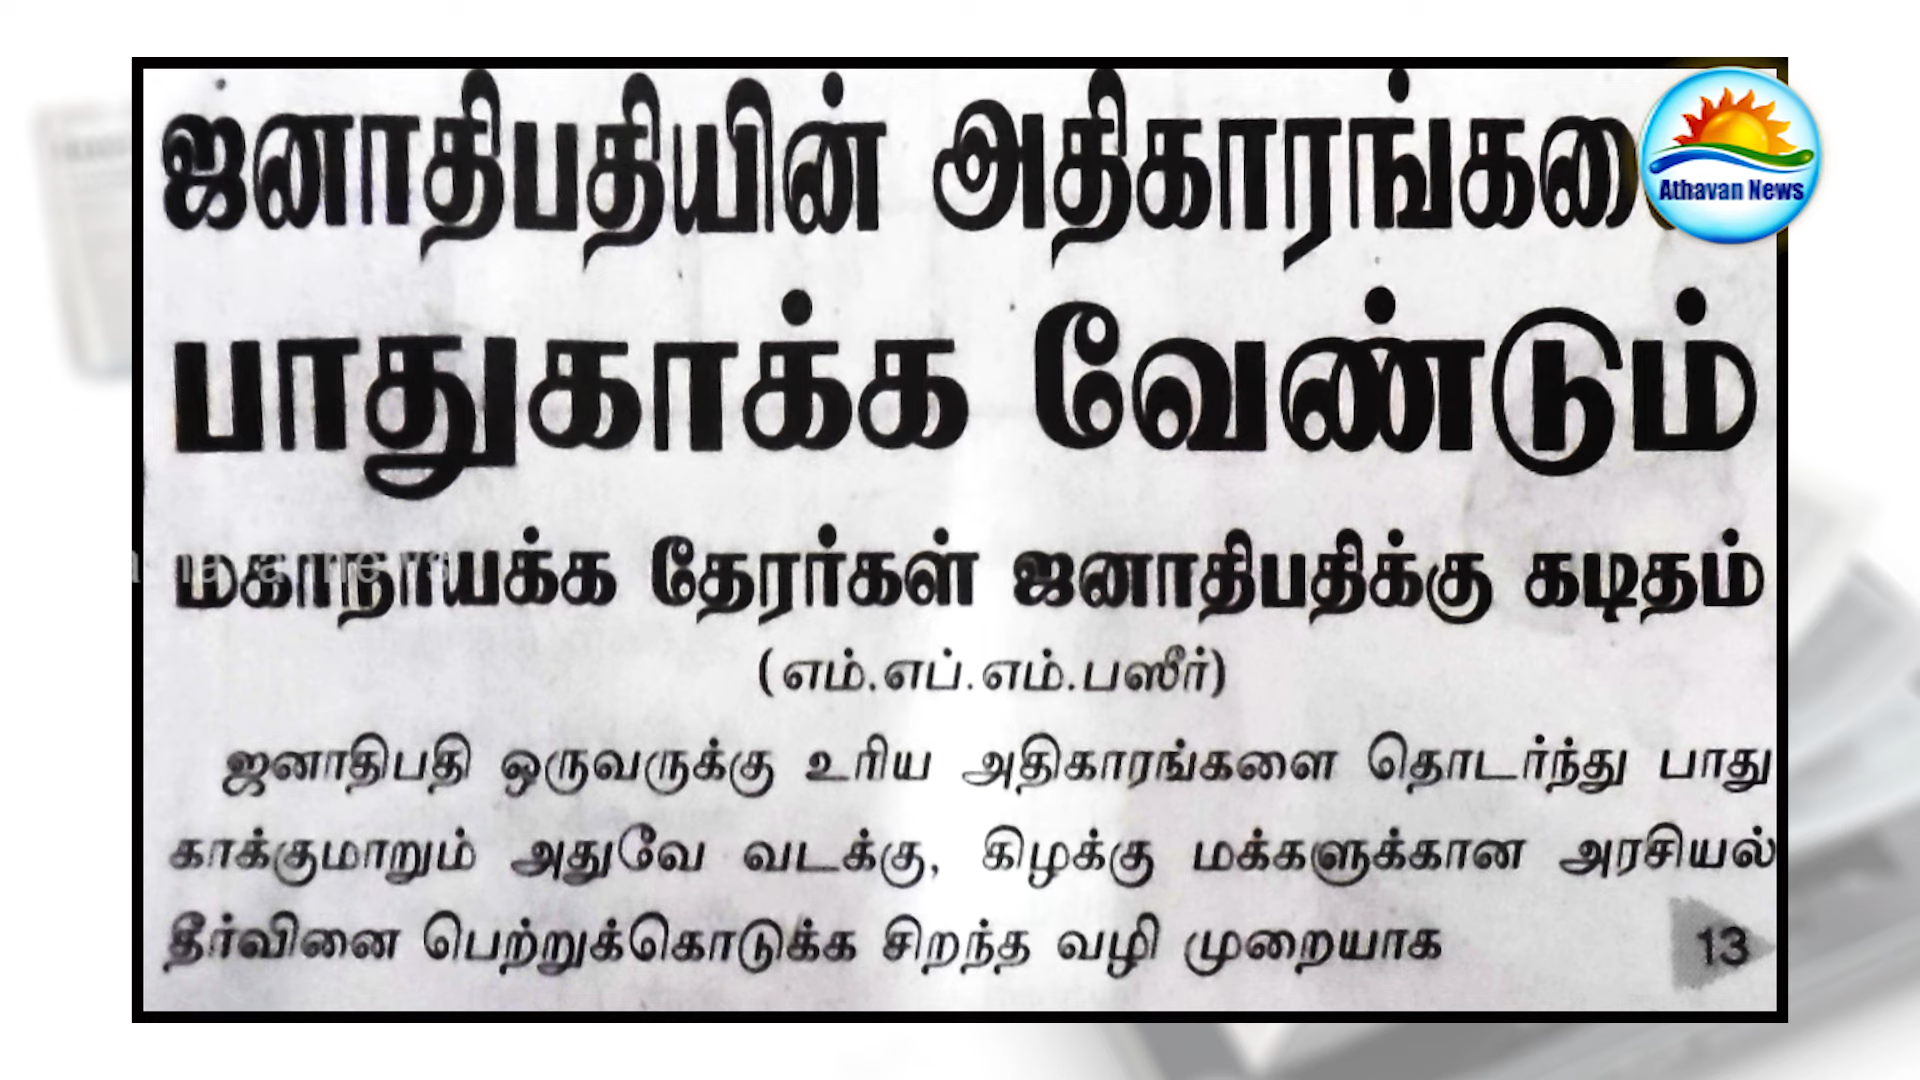 ஜனாதிபதியின் அதிகாரங்களை
Athavan News
பாதுகாக்க வேண்டும்
மகாநாயக்க தேரர்கள் ஜனாதிபதிக்கு கடிதம்
(எம்.எப்.எம்.பஸீர்)
ஜனாதிபதி ஒருவருக்கு உரிய அதிகாரங்களை தொடர்ந்து பாது
காக்குமாறும் அதுவே வடக்கு, கிழக்கு மக்களுக்கான அரசியல்
தீர்வினை பெற்றுக்கொடுக்க சிறந்த வழி முறையாக
13